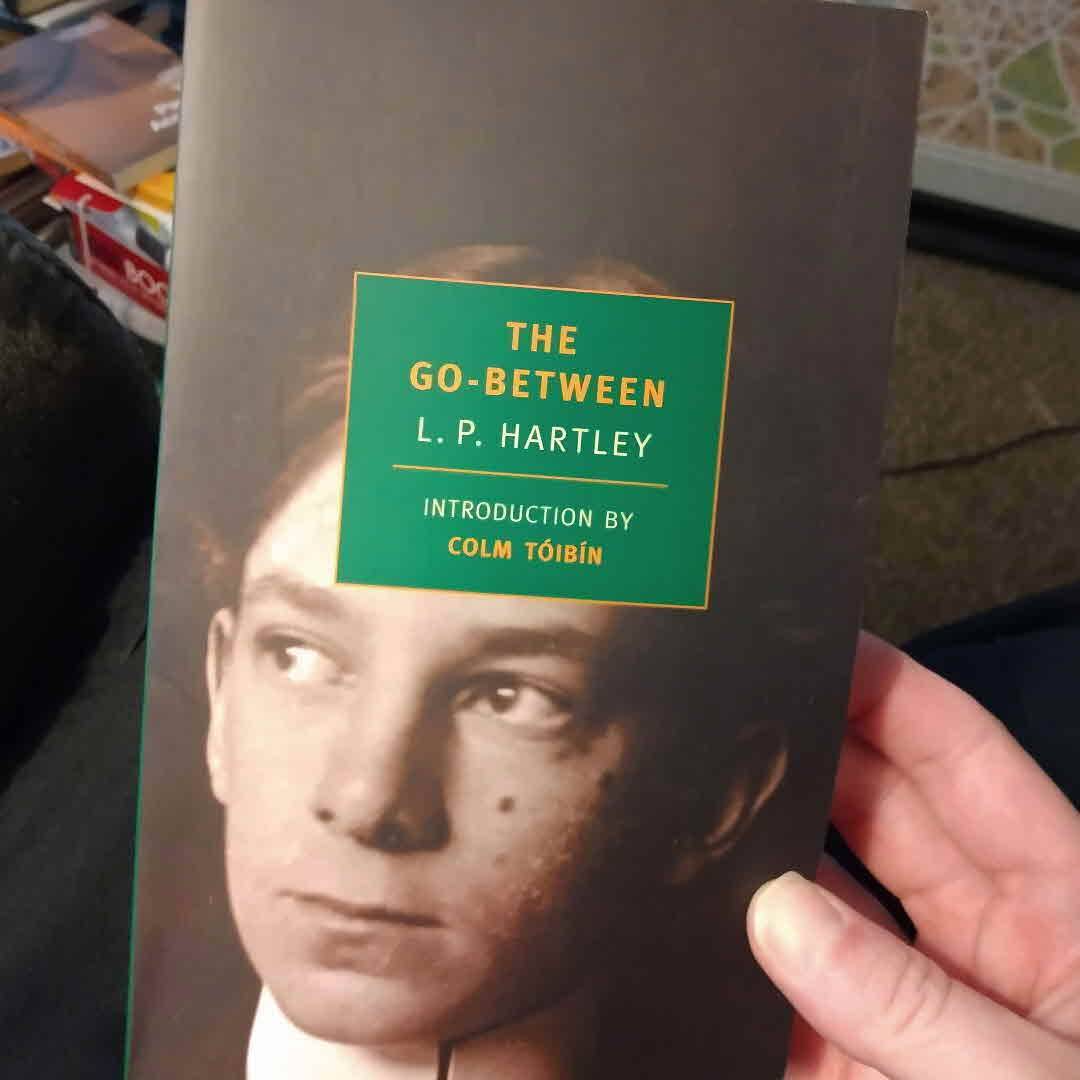 THE
GO-BETWEEN
L. P. HARTLEY
INTRODUCTION BY
COLM TÓIBÍN